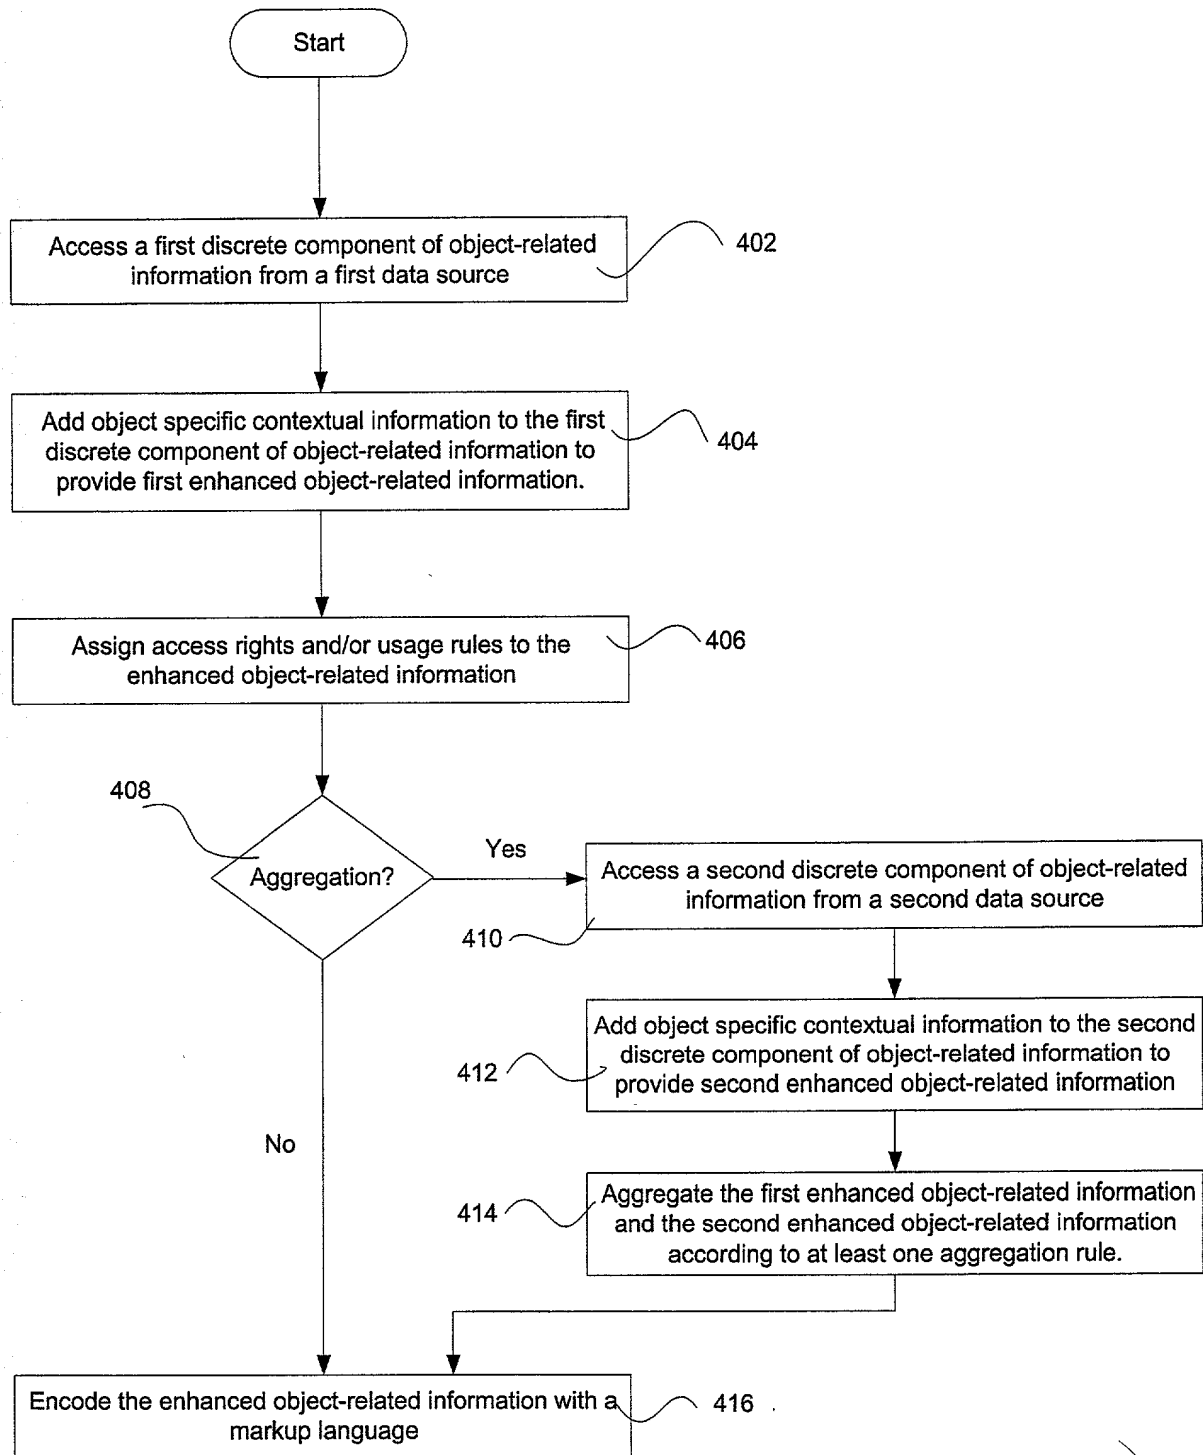 Start
Access a first discrete component of object-related
information from a first data source
402
Add object specific contextual information to the first
discrete component of object-related information to
provide first enhanced object-related information.
404
Assign access rights and/or usage rules to the
enhanced object-related information
406
408
Aggregation?
Yes
Access a second discrete component of object-related
information from a second data source
410
Add object specific contextual information to the second
discrete component of object-related information to
provide second enhanced object-related information
412
No
Aggregate the first enhanced object-related information
and the second enhanced object-related information
according to at least one aggregation rule.
414
Encode the enhanced object-related information with a
markup language
416